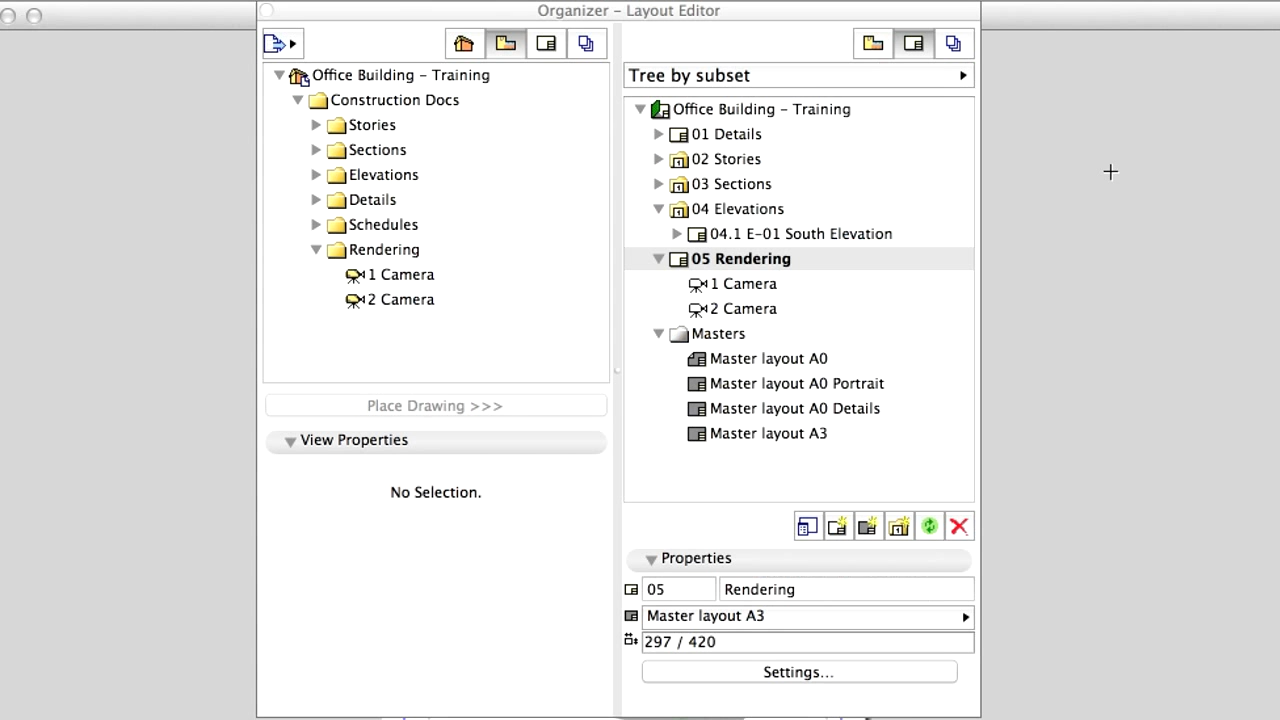 Organizer – Layout Editor
Office Building – Training
Construction Docs
Stories
Sections
Elevations
Details
Schedules
Rendering
1 Camera
2 Camera
Place Drawing >>>
View Properties
No Selection.
Tree by subset
Office Building – Training
01 Details
02 Stories
03 Sections
04 Elevations
04.1 E-01 South Elevation
05 Rendering
1 Camera
2 Camera
Masters
Master layout A0
Master layout A0 Portrait
Master layout A0 Details
Master layout A3
Properties
05 Rendering
Master layout A3
297 / 420
Settings...